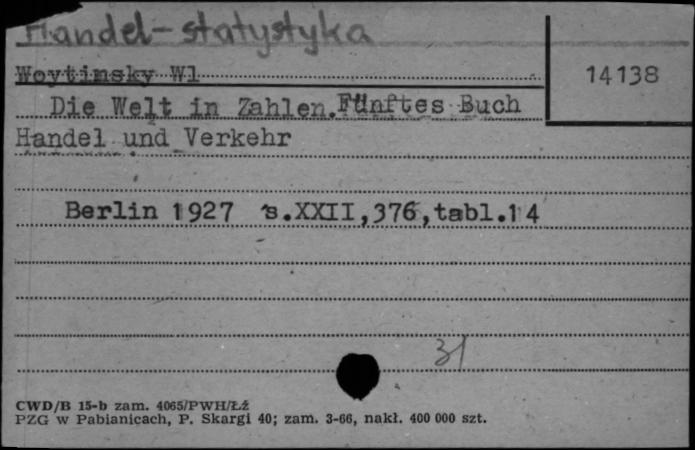 Handel - statystyka
Woytinsky Wl
14138
Die Welt in Zahlen. Fünftes Buch
Handel und Verkehr
Berlin 1927 s.XXII,376,tabl.14
31
CWD/B 15-b zam. 4065/PWH/Łź
PZG w Pabianicach, P. Skargi 40; zam. 3-66, nakł. 400 000 szt.